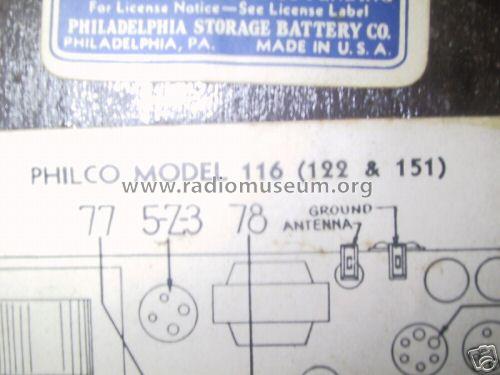 For License Notice—See License Label
PHILADELPHIA STORAGE BATTERY CO.
PHILADELPHIA, PA. MADE IN U.S.A.
PHILCO MODEL 116 (122 & 151)
www.radiomuseum.org
77 5-Z-3 78 GROUND
ANTENNA